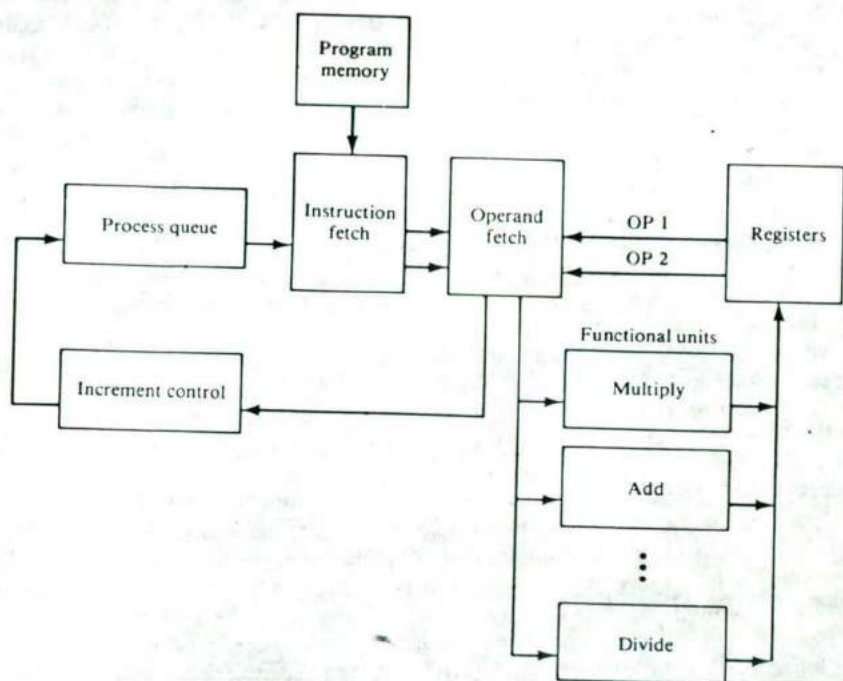 Program
memory
Instruction
fetch
Operand
fetch
Registers
Process queue
OP 1
OP 2
Functional units
Increment control
Multiply
Add
Divide